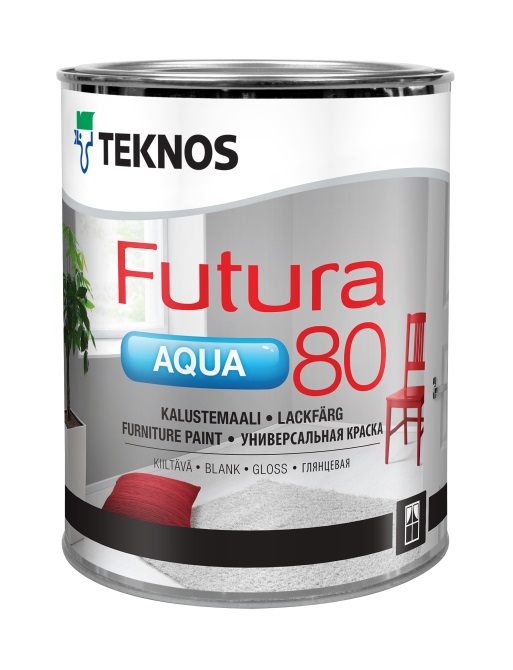 TEKNOS
Futura
AQUA 80
KALUSTEMAALI • LACKFÄRG
FURNITURE PAINT • УНИВЕРСАЛЬНАЯ КРАСКА
KIILTÄVÄ • BLANK • GLOSS • ГЛЯНЦЕВАЯ